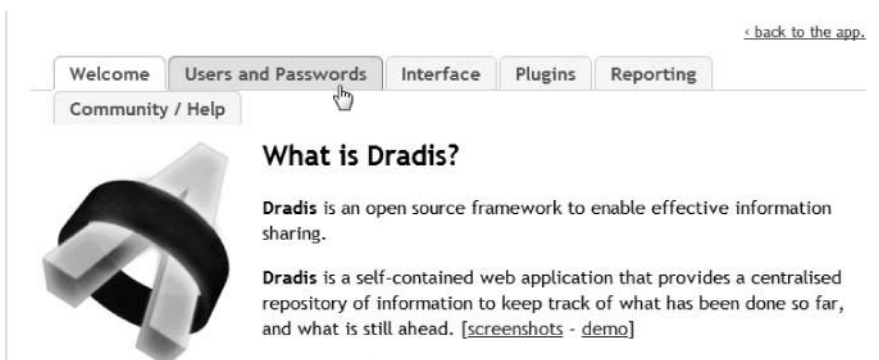 ‹ back to the app.
Welcome Users and Passwords Interface Plugins Reporting
Community / Help
What is Dradis?
Dradis is an open source framework to enable effective information
sharing.
Dradis is a self-contained web application that provides a centralised
repository of information to keep track of what has been done so far,
and what is still ahead. [screenshots - demo]